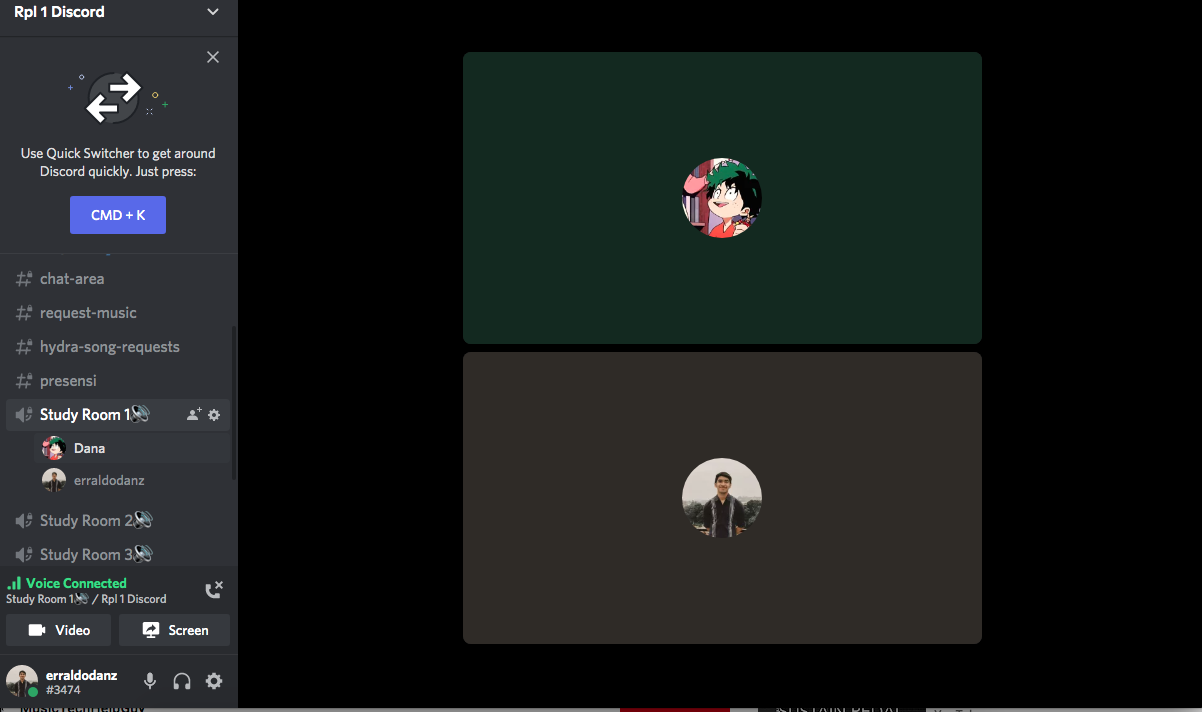 Rpl 1 Discord
Use Quick Switcher to get around
Discord quickly. Just press:
CMD + K
chat-area
request-music
hydra-song-requests
presensi
Study Room 1🔊
Dana
erraldodanz
Study Room 2🔊
Study Room 3🔊
Voice Connected
Study Room 1🔊 / Rpl 1 Discord
Video
Screen
erraldodanz
#3474